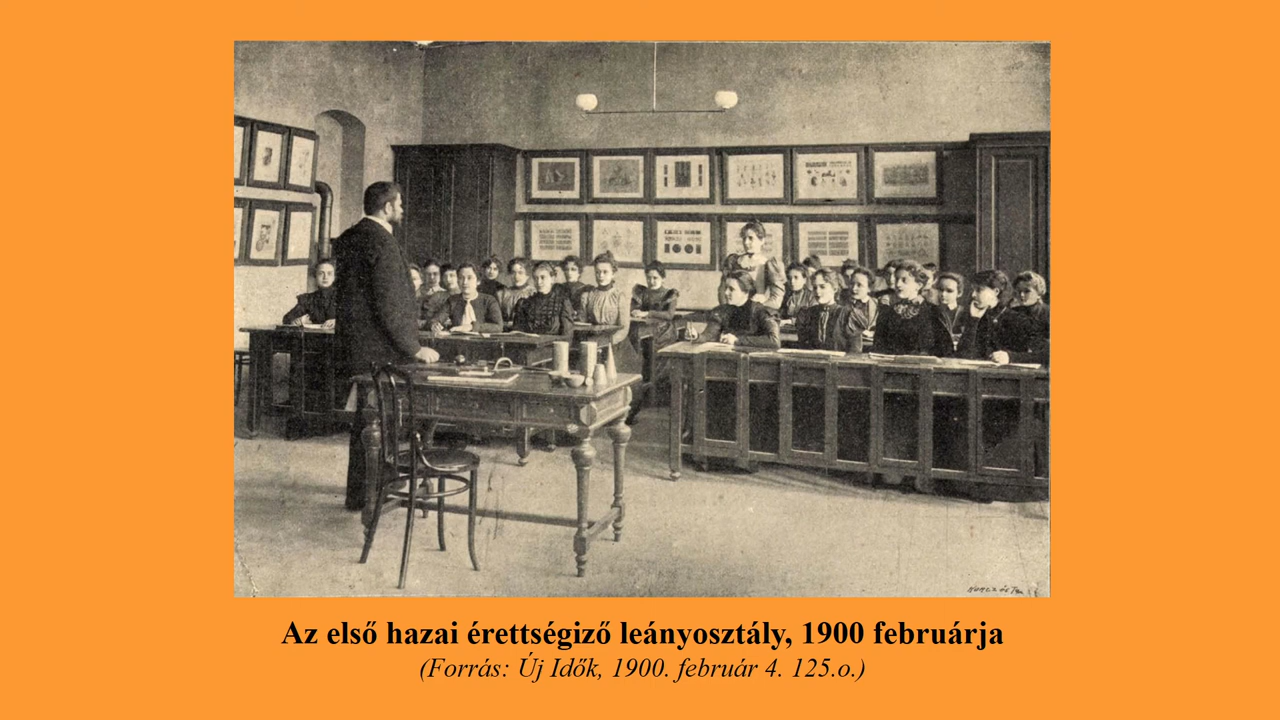 Az első hazai érettségiző leányosztály, 1900 februárja
(Forrás: Új Idők, 1900. február 4. 125.o.)